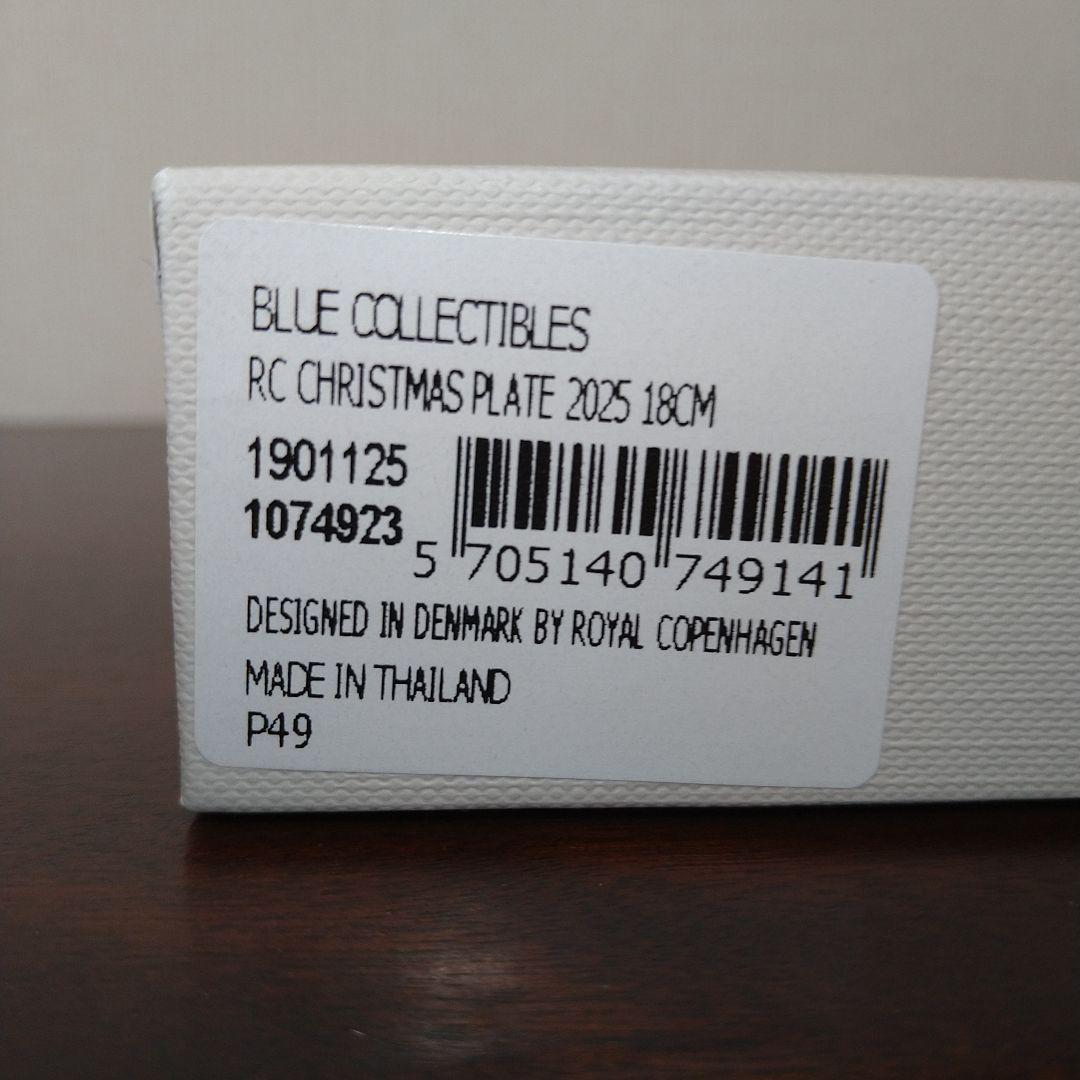 BLUE COLLECTIBLES
RC CHRISTMAS PLATE 2025 18CM
1901125
1074923
5 705140 749141
DESIGNED IN DENMARK BY ROYAL COPENHAGEN
MADE IN THAILAND
P49